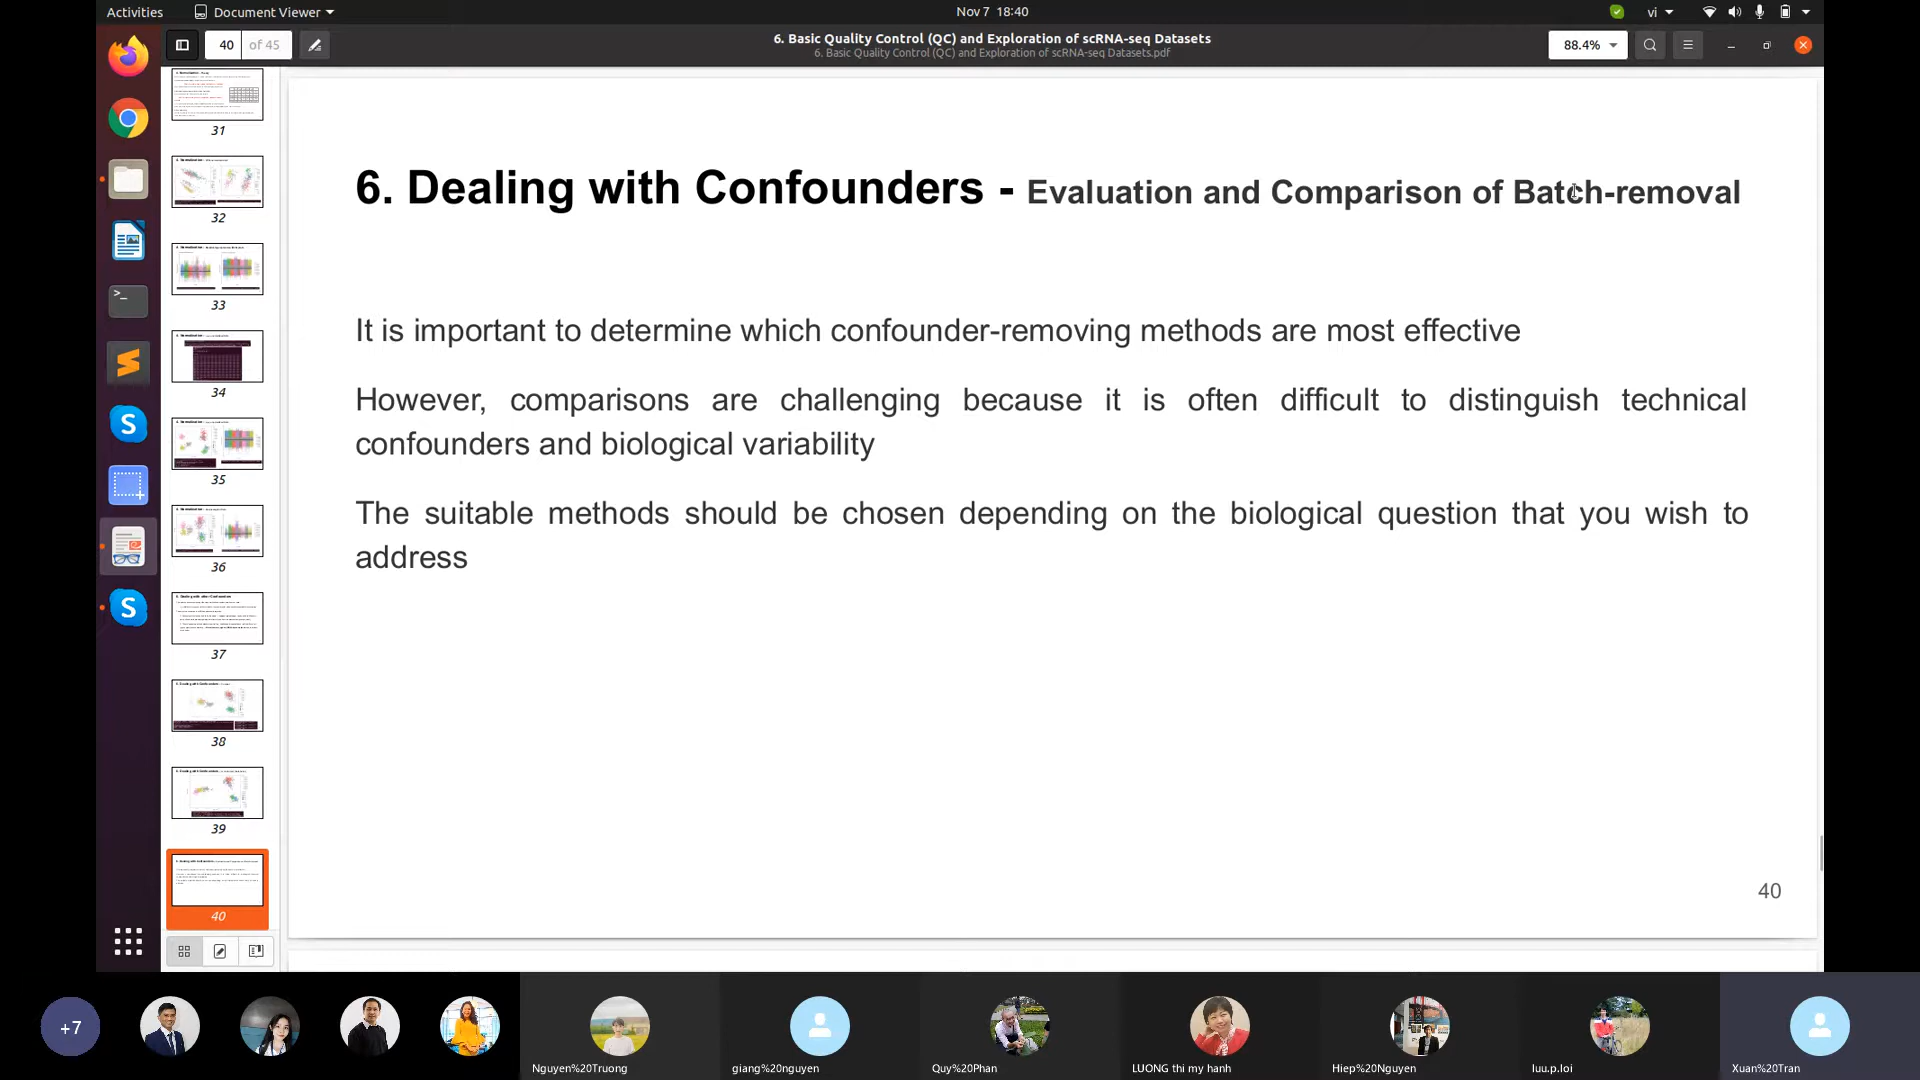 Activities
Document Viewer
Nov 7 18:40
vi
40
of 45
6. Basic Quality Control (QC) and Exploration of scRNA-seq Datasets
6. Basic Quality Control (QC) and Exploration of scRNA-seq Datasets.pdf
88.4%
31
32
33
34
35
36
37
38
39
40
6. Dealing with Confounders - Evaluation and Comparison of Batch-removal
It is important to determine which confounder-removing methods are most effective
However, comparisons are challenging because it is often difficult to distinguish technical
confounders and biological variability
The suitable methods should be chosen depending on the biological question that you wish to
address
40
+7
Nguyen%20Truong
giang%20nguyen
Quy%20Phan
LUONG thi my hanh
Hiep%20Nguyen
luu.p.loi
Xuan%20Tran